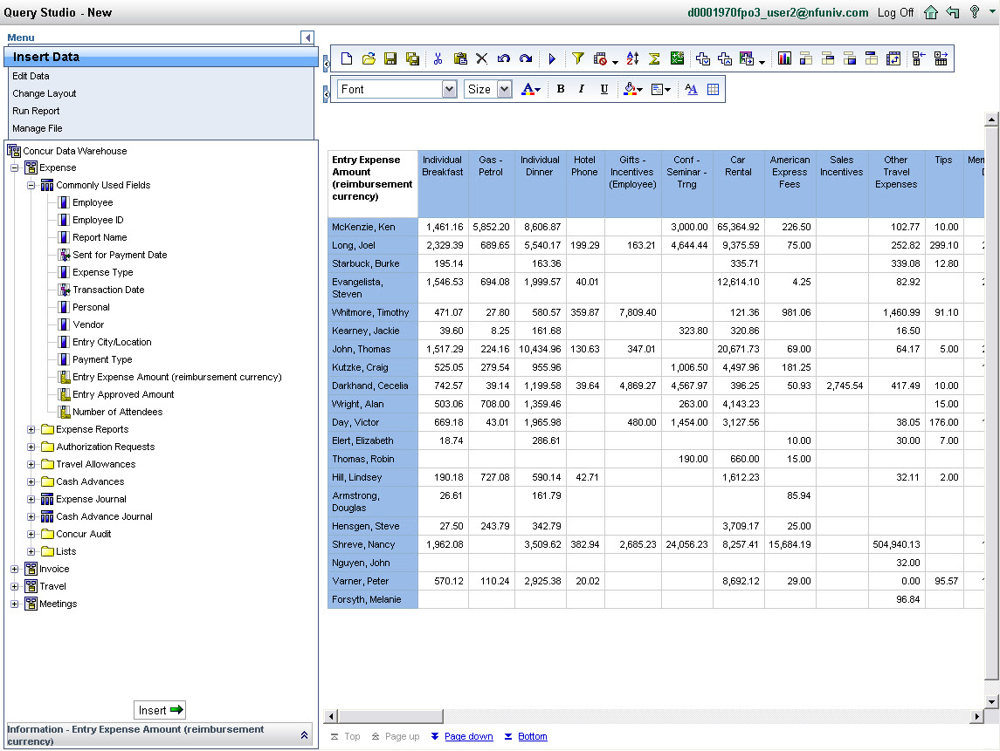 Query Studio - New
d0001970fpo3_user2@nfuniv.com Log Off
Menu
Insert Data
Edit Data
Change Layout
Run Report
Manage File
Concur Data Warehouse
Expense
Commonly Used Fields
Employee
Employee ID
Report Name
Sent for Payment Date
Expense Type
Transaction Date
Personal
Vendor
Entry City/Location
Payment Type
Entry Expense Amount (reimbursement currency)
Entry Approved Amount
Number of Attendees
Expense Reports
Authorization Requests
Travel Allowances
Cash Advances
Expense Journal
Cash Advance Journal
Concur Audit
Lists
Invoice
Travel
Meetings
Insert
Information - Entry Expense Amount (reimbursement
currency)
Font Size A B I U
Entry Expense Individual Gas - Individual Hotel Gifts - Conf - Car American Sales Other Tips
Amount Breakfast Petrol Dinner Phone Incentives Seminar - Rental Express Incentives Travel
(reimbursement (Employee) Trng Fees Expenses
currency)
McKenzie, Ken 1,461.16 5,852.20 8,606.87 3,000.00 65,364.92 226.50 102.77 10.00
Long, Joel 2,329.39 689.65 5,540.17 199.29 163.21 4,644.44 9,375.59 75.00 252.82 299.10
Starbuck, Burke 195.14 163.36 335.71 339.08 12.80
Evangelista, 1,546.53 694.08 1,999.57 40.01 12,614.10 4.25 82.92
Steven
Whitmore, Timothy 471.07 27.80 580.57 359.87 7,809.40 121.36 981.06 1,460.99 91.10
Kearney, Jackie 39.60 8.25 161.68 323.80 320.86 16.50
John, Thomas 1,517.29 224.16 10,434.96 130.63 347.01 20,671.73 69.00 64.17 5.00
Kutzke, Craig 525.05 279.54 955.96 1,006.50 4,497.96 181.25
Darkhand, Cecelia 742.57 39.14 1,199.58 39.64 4,869.27 4,567.97 396.25 50.93 2,745.54 417.49 10.00
Wright, Alan 503.06 708.00 1,359.46 263.00 4,143.23 15.00
Day, Victor 669.18 43.01 1,965.98 480.00 1,454.00 3,127.56 38.05 176.00
Elert, Elizabeth 18.74 286.61 10.00 30.00 7.00
Thomas, Robin 190.00 660.00 15.00
Hill, Lindsey 190.18 727.08 590.14 42.71 1,612.23 32.11 2.00
Armstrong, 26.61 161.79 85.94
Douglas
Hensgen, Steve 27.50 243.79 342.79 3,709.17 25.00
Shreve, Nancy 1,962.08 3,509.62 382.94 2,685.23 24,056.23 8,257.41 15,684.19 504,940.13
Nguyen, John 32.00
Varner, Peter 570.12 110.24 2,925.38 20.02 8,692.12 29.00 0.00 95.57
Forsyth, Melanie 96.84
Top Page up Page down Bottom